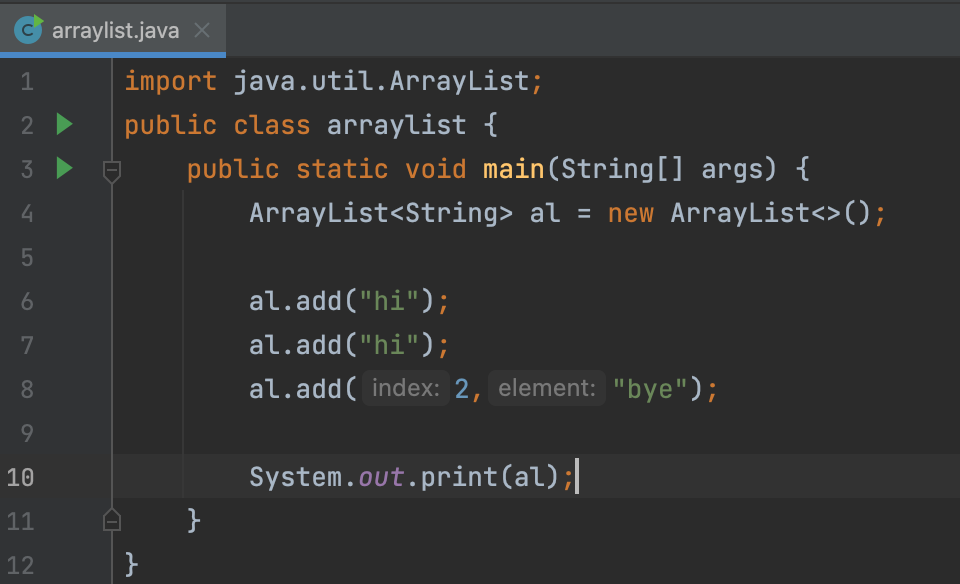 arraylist.java
1 import java.util.ArrayList;
2 public class arraylist {
3 public static void main(String[] args) {
4 ArrayList<String> al = new ArrayList<>();
5
6 al.add("hi");
7 al.add("hi");
8 al.add( index: 2, element: "bye");
9
10 System.out.print(al);
11 }
12 }